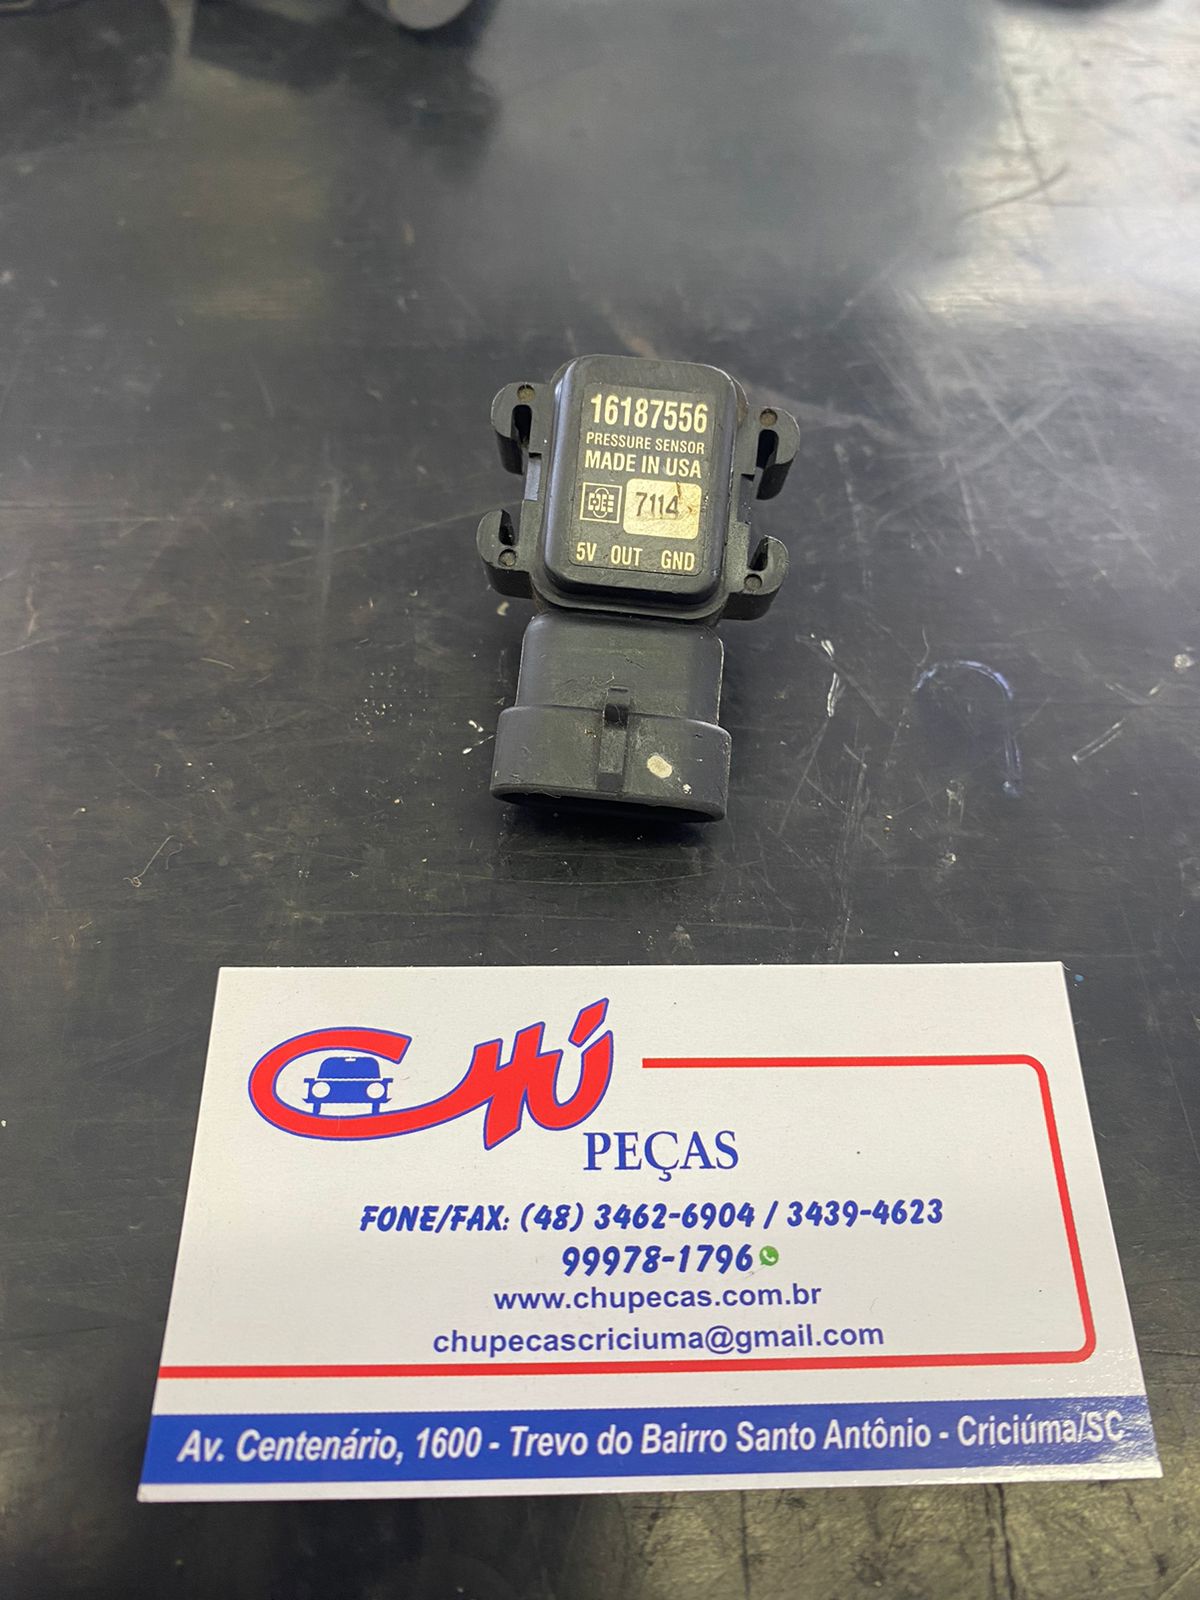 16187556
PRESSURE SENSOR
MADE IN USA
7114
5V OUT GND
CHÚ
PEÇAS
FONE/FAX: (48) 3462-6904 / 3439-4623
99978-1796
www.chupecas.com.br
chupecascriciuma@gmail.com
Av. Centenário, 1600 - Trevo do Bairro Santo Antônio - Criciúma/SC